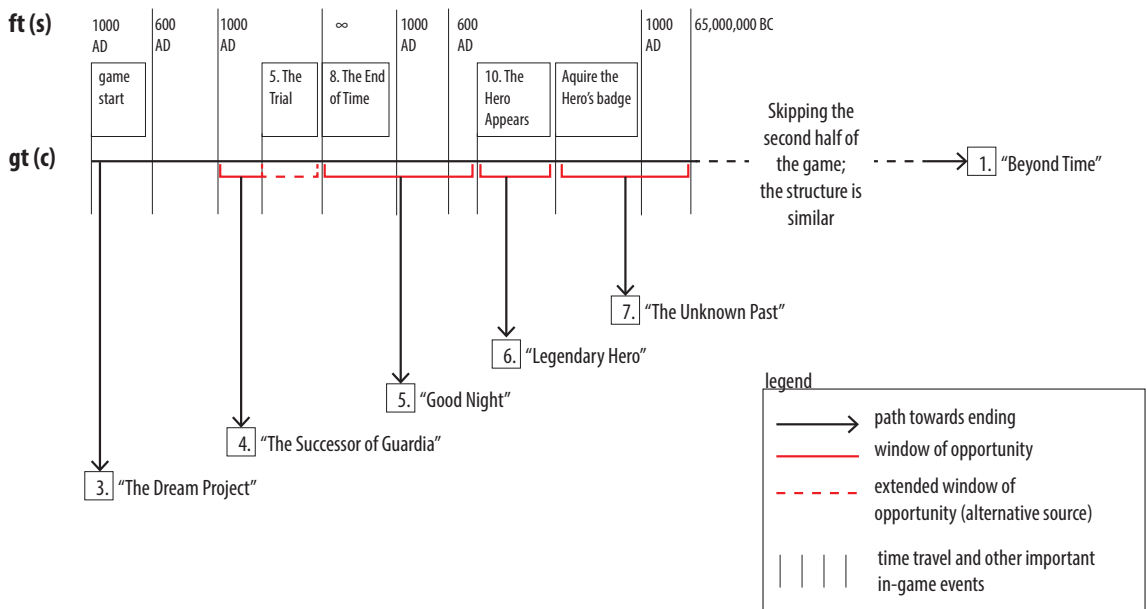 ft (s)
1000
AD
600
AD
1000
AD
∞
1000
AD
600
AD
1000
AD
65,000,000 BC
game
start
5. The
Trial
8. The End
of Time
10. The
Hero
Appears
Aquire the
Hero's badge
gt (c)
Skipping the
second half of
the game;
the structure is
similar
1. "Beyond Time"
7. "The Unknown Past"
6. "Legendary Hero"
5. "Good Night"
4. "The Successor of Guardia"
3. "The Dream Project"
legend
path towards ending
window of opportunity
extended window of
opportunity (alternative source)
time travel and other important
in-game events